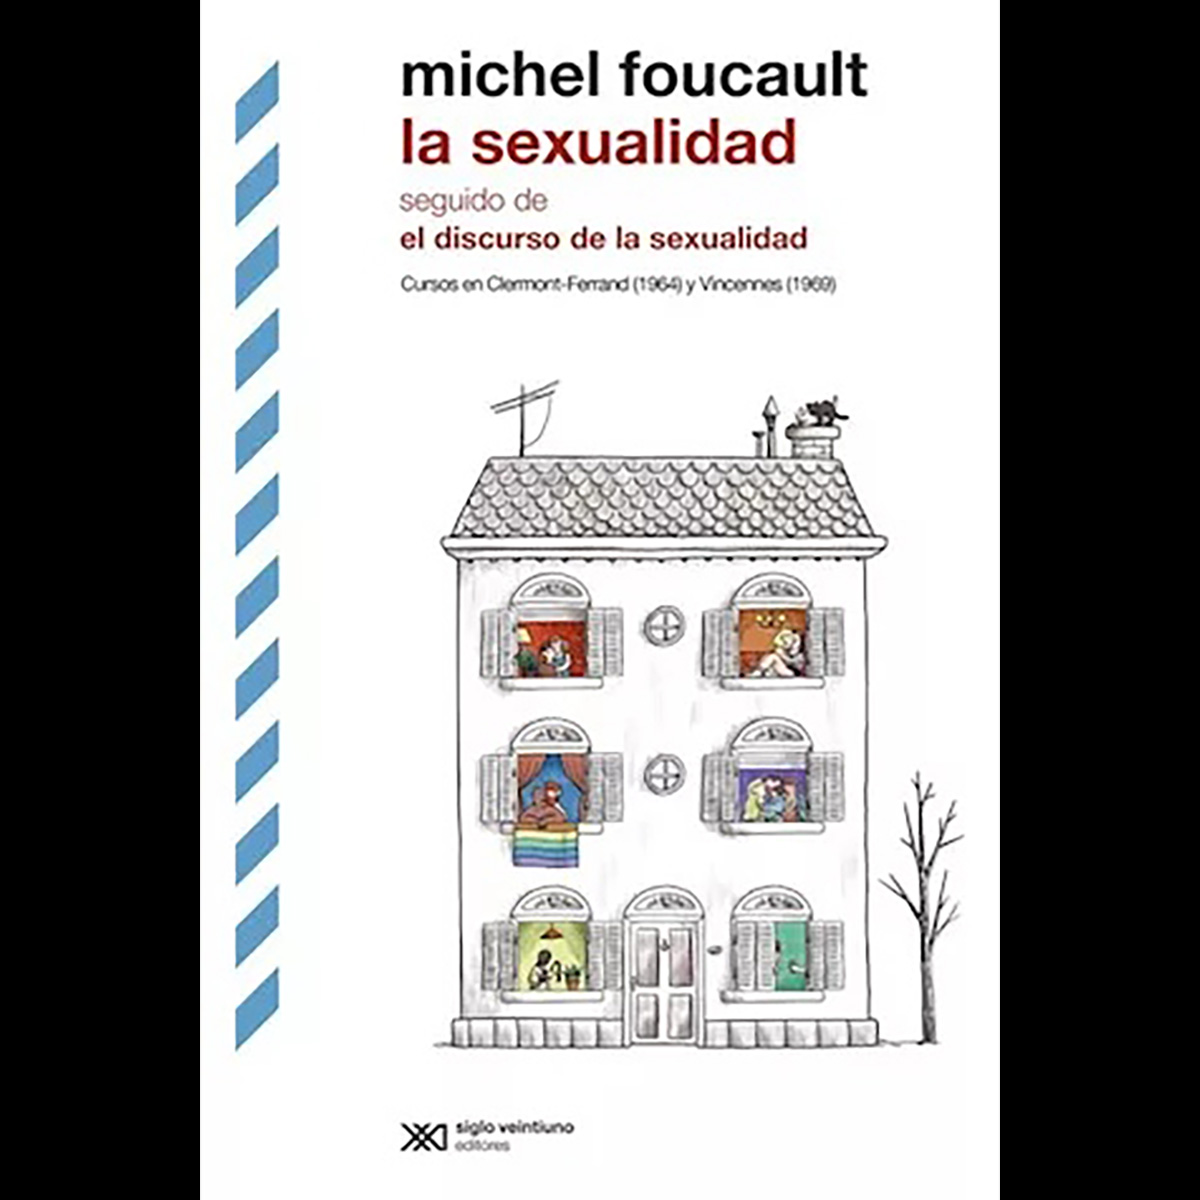 michel foucault
la sexualidad
seguido de
el discurso de la sexualidad
Cursos en Clermont-Ferrand (1964) y Vincennes (1969)
siglo veintiuno
editores